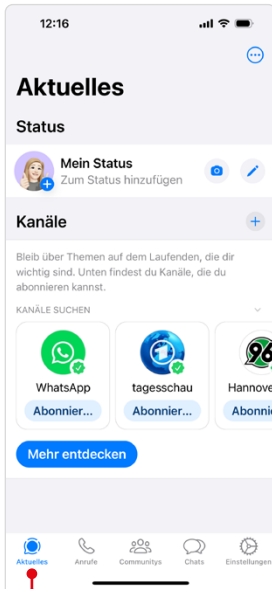 12:16
Aktuelles
Status
Mein Status
Zum Status hinzufügen
Kanäle
Bleib über Themen auf dem Laufenden, die dir
wichtig sind. Unten findest du Kanäle, die du
abonnieren kannst.
KANÄLE SUCHEN
WhatsApp tagesschau Hannove
Abonnier... Abonnier... Abonnie
Mehr entdecken
Aktuelles Anrufe Communitys Chats Einstellungen